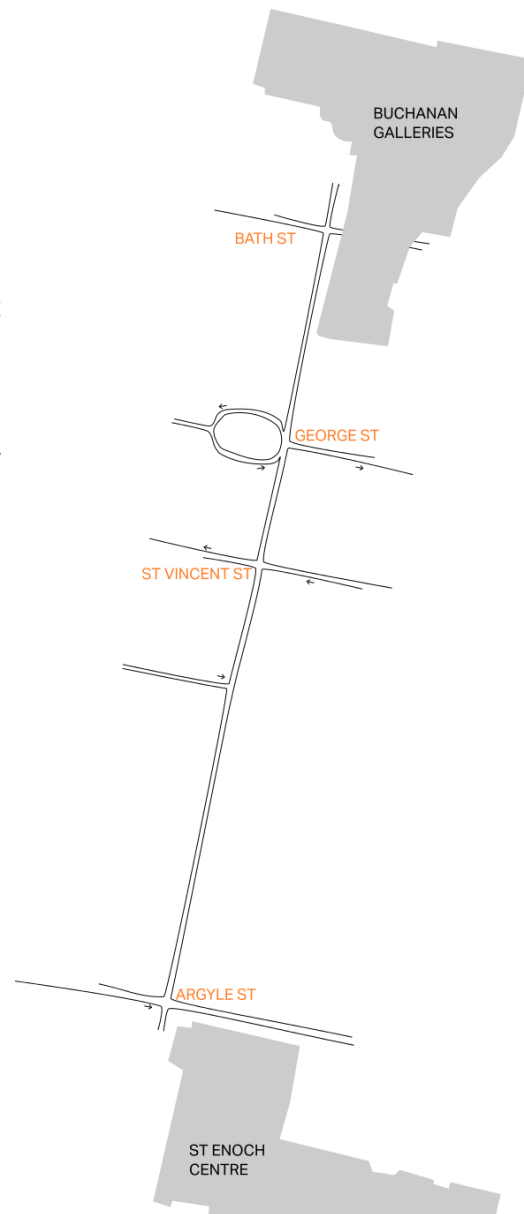 BUCHANAN
GALLERIES
BATH ST
GEORGE ST
ST VINCENT ST
ARGYLE ST
ST ENOCH
CENTRE